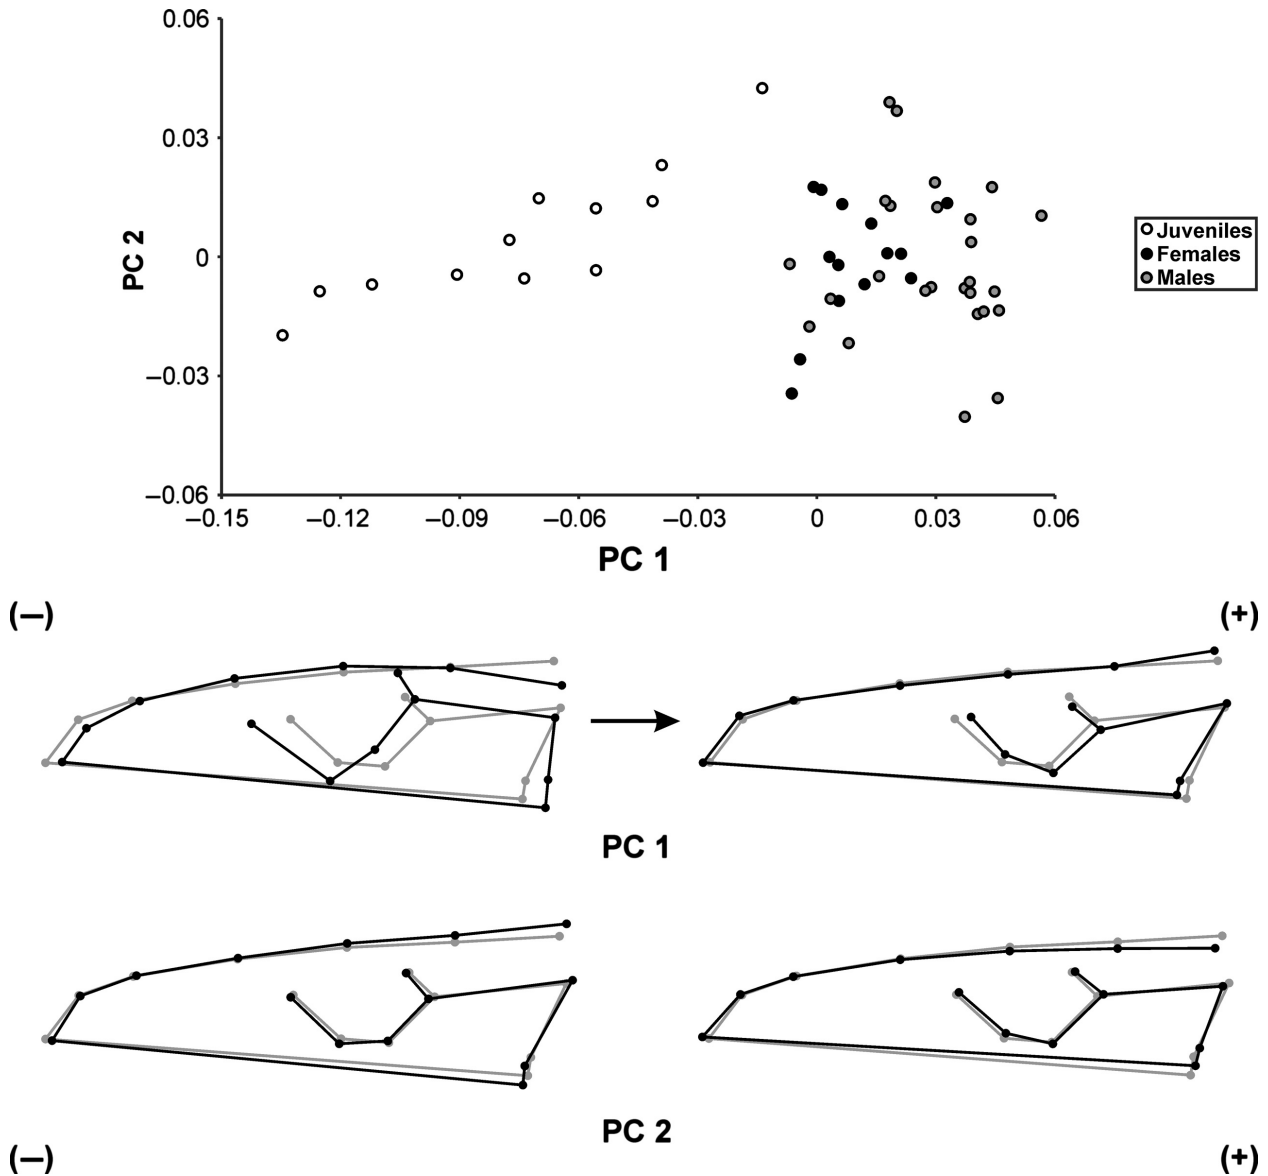 0.06
0.03
0
–0.03
–0.06
PC 2
–0.15
–0.12
–0.09
–0.06
–0.03
0
0.03
0.06
PC 1
Juveniles
Females
Males
(–)
(+)
PC 1
PC 2
(–)
(+)